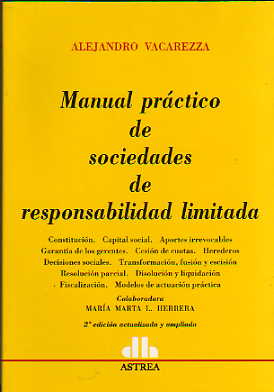 ALEJANDRO VACAREZZA
Manual práctico
de
sociedades
de
responsabilidad limitada
Constitución. Capital social. Aportes irrevocables
Garantía de los gerentes. Cesión de cuotas. Herederos
Decisiones sociales. Transformación, fusión y escisión
Resolución parcial. Disolución y liquidación
Fiscalización. Modelos de actuación práctica
Colaboradora
MARÍA MARTA L. HERRERA
2ª edición actualizada y ampliada
ASTREA